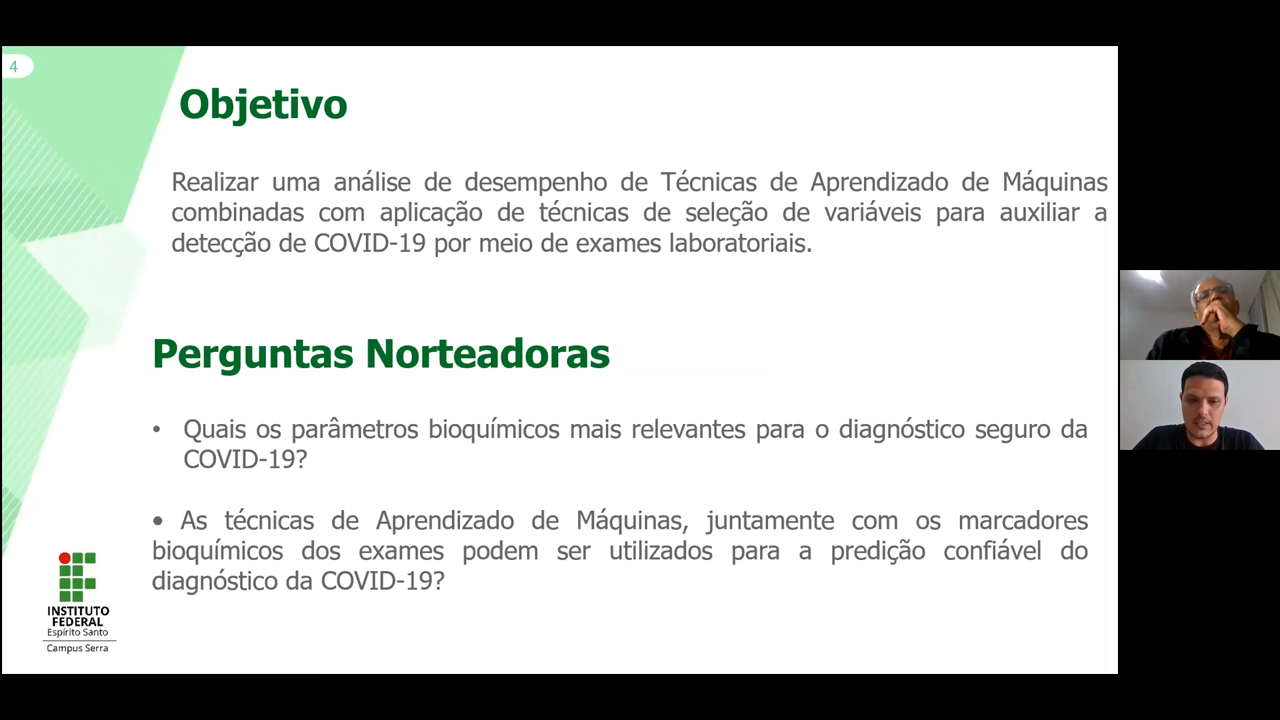 4
Objetivo
Realizar uma análise de desempenho de Técnicas de Aprendizado de Máquinas
combinadas com aplicação de técnicas de seleção de variáveis para auxiliar a
detecção de COVID-19 por meio de exames laboratoriais.
Perguntas Norteadoras
• Quais os parâmetros bioquímicos mais relevantes para o diagnóstico seguro da
COVID-19?
• As técnicas de Aprendizado de Máquinas, juntamente com os marcadores
bioquímicos dos exames podem ser utilizados para a predição confiável do
diagnóstico da COVID-19?
INSTITUTO
FEDERAL
Espírito Santo
Campus Serra